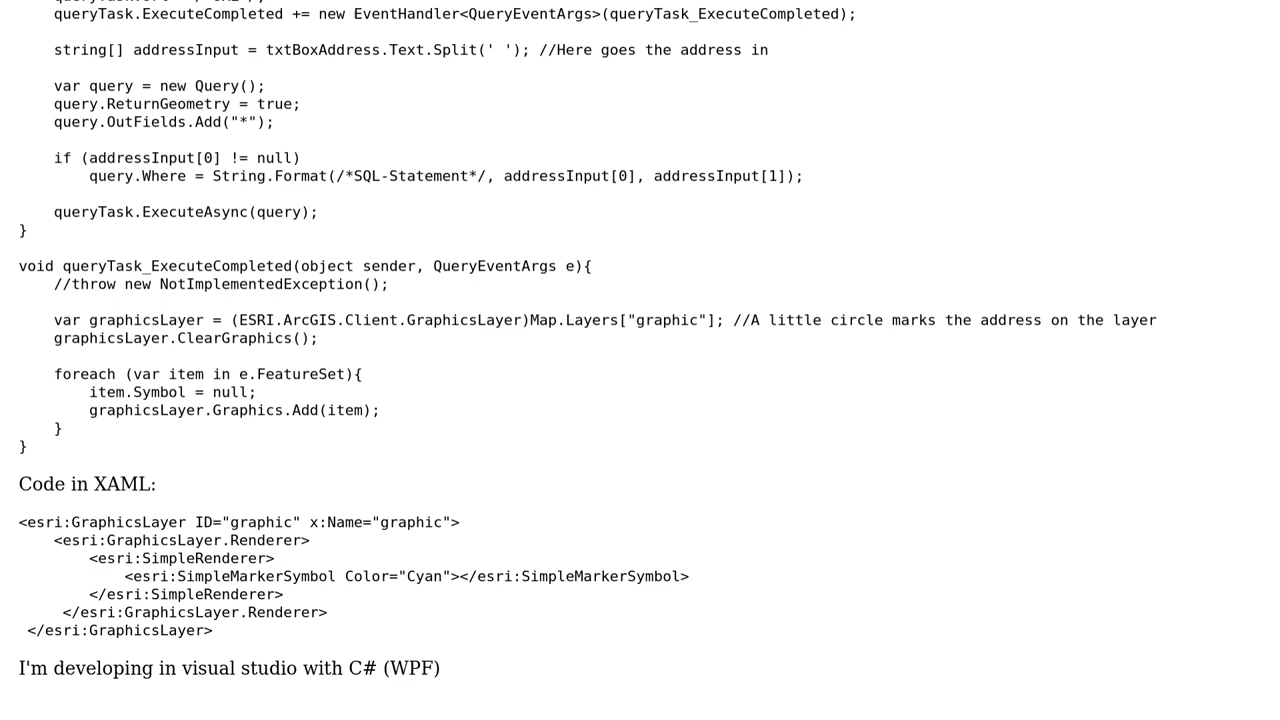 queryTask.ExecuteCompleted += new EventHandler<QueryEventArgs>(queryTask_ExecuteCompleted);
string[] addressInput = txtBoxAddress.Text.Split(' '); //Here goes the address in
var query = new Query();
query.ReturnGeometry = true;
query.OutFields.Add("*");
if (addressInput[0] != null)
query.Where = String.Format(/*SQL-Statement*/, addressInput[0], addressInput[1]);
queryTask.ExecuteAsync(query);
}
void queryTask_ExecuteCompleted(object sender, QueryEventArgs e){
//throw new NotImplementedException();
var graphicsLayer = (ESRI.ArcGIS.Client.GraphicsLayer)Map.Layers["graphic"]; //A little circle marks the address on the layer
graphicsLayer.ClearGraphics();
foreach (var item in e.FeatureSet){
item.Symbol = null;
graphicsLayer.Graphics.Add(item);
}
}
Code in XAML:
<esri:GraphicsLayer ID="graphic" x:Name="graphic">
<esri:GraphicsLayer.Renderer>
<esri:SimpleRenderer>
<esri:SimpleMarkerSymbol Color="Cyan"></esri:SimpleMarkerSymbol>
</esri:SimpleRenderer>
</esri:GraphicsLayer.Renderer>
</esri:GraphicsLayer>
I'm developing in visual studio with C# (WPF)